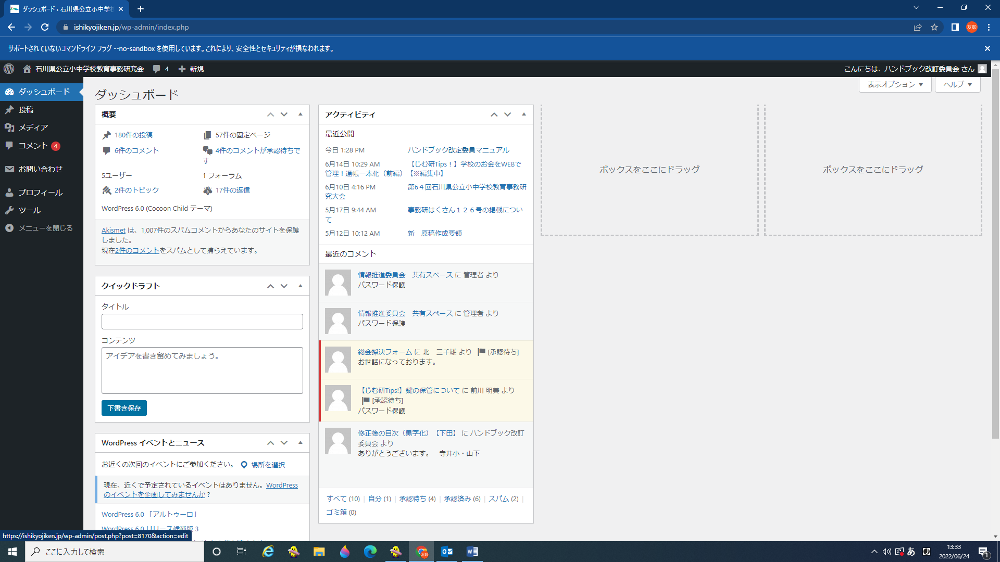 ダッシュボード ‹ 石川県公立小中学校
ishikyojiken.jp/wp-admin/index.php
友彰
サポートされていないコマンドライン フラグ --no-sandbox を使用しています。これにより、安全性とセキュリティが損なわれます。
石川県公立小中学校教育事務研究会
4
新規
こんにちは、ハンドブック改訂委員会 さん
表示オプション
ヘルプ
ダッシュボード
投稿
メディア
コメント 4
お問い合わせ
プロフィール
ツール
メニューを閉じる
ダッシュボード
概要
180件の投稿
57件の固定ページ
6件のコメント
4件のコメントが承認待ちで
す
5ユーザー
1 フォーラム
2件のトピック
17件の返信
WordPress 6.0 (Cocoon Child テーマ)
Akismet は、1,007件のスパムコメントからあなたのサイトを保護
しました。
現在2件のコメントをスパムとして捕らえています。
クイックドラフト
タイトル
コンテンツ
アイデアを書き留めてみましょう。
下書き保存
WordPress イベントとニュース
お近くの次回のイベントにご参加ください。 場所を選択
現在、近くで予定されているイベントはありません。WordPress
のイベントを企画してみませんか ?
WordPress 6.0 「アルトゥーロ」
WordPress 6.0 リリース候補版 3
アクティビティ
最近公開
今日 1:28 PM ハンドブック改定委員マニュアル
6月14日 10:29 AM 【じむ研Tips！】学校のお金をWEBで
管理！通帳一本化（前編）【※編集中】
6月10日 4:16 PM 第6４回石川県公立小中学校教育事務研
究大会
5月17日 9:44 AM 事務研はくさん１２６号の掲載につい
て
5月12日 10:12 AM 新　原稿作成要領
最近のコメント
情報推進委員会　共有スペース に 管理者 より
パスワード保護
情報推進委員会　共有スペース に 管理者 より
パスワード保護
総会採決フォーム に 北　三千雄 より [承認待ち]
お世話になっております。
【じむ研Tips!】鍵の保管について に 前川 明美 より
[承認待ち]
パスワード保護
修正後の目次（黒字化）【下田】 に ハンドブック改訂
委員会 より
ありがとうございます。　寺井小・山下
すべて (10) | 自分 (1) | 承認待ち (4) | 承認済み (6) | スパム (2) |
ゴミ箱 (0)
ボックスをここにドラッグ
ボックスをここにドラッグ
https://ishikyojiken.jp/wp-admin/post.php?post=8170&action=edit
ここに入力して検索
あ
13:33
2022/06/24
1